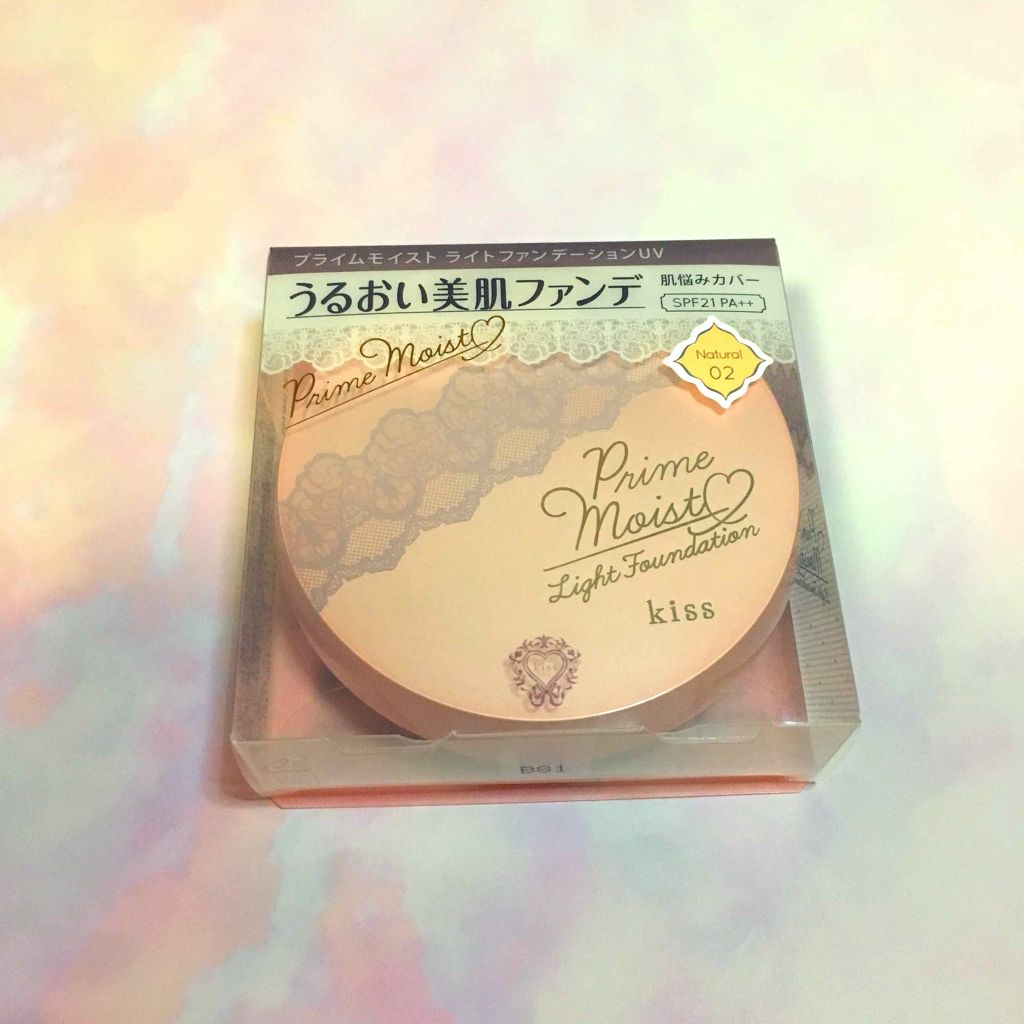 プライムモイスト ライトファンデーションUV
うるおい美肌ファンデ
肌悩みカバー
SPF21 PA++
Prime Moist
Natural
02
Prime
Moist
Light Foundation
kiss
kiss
B81